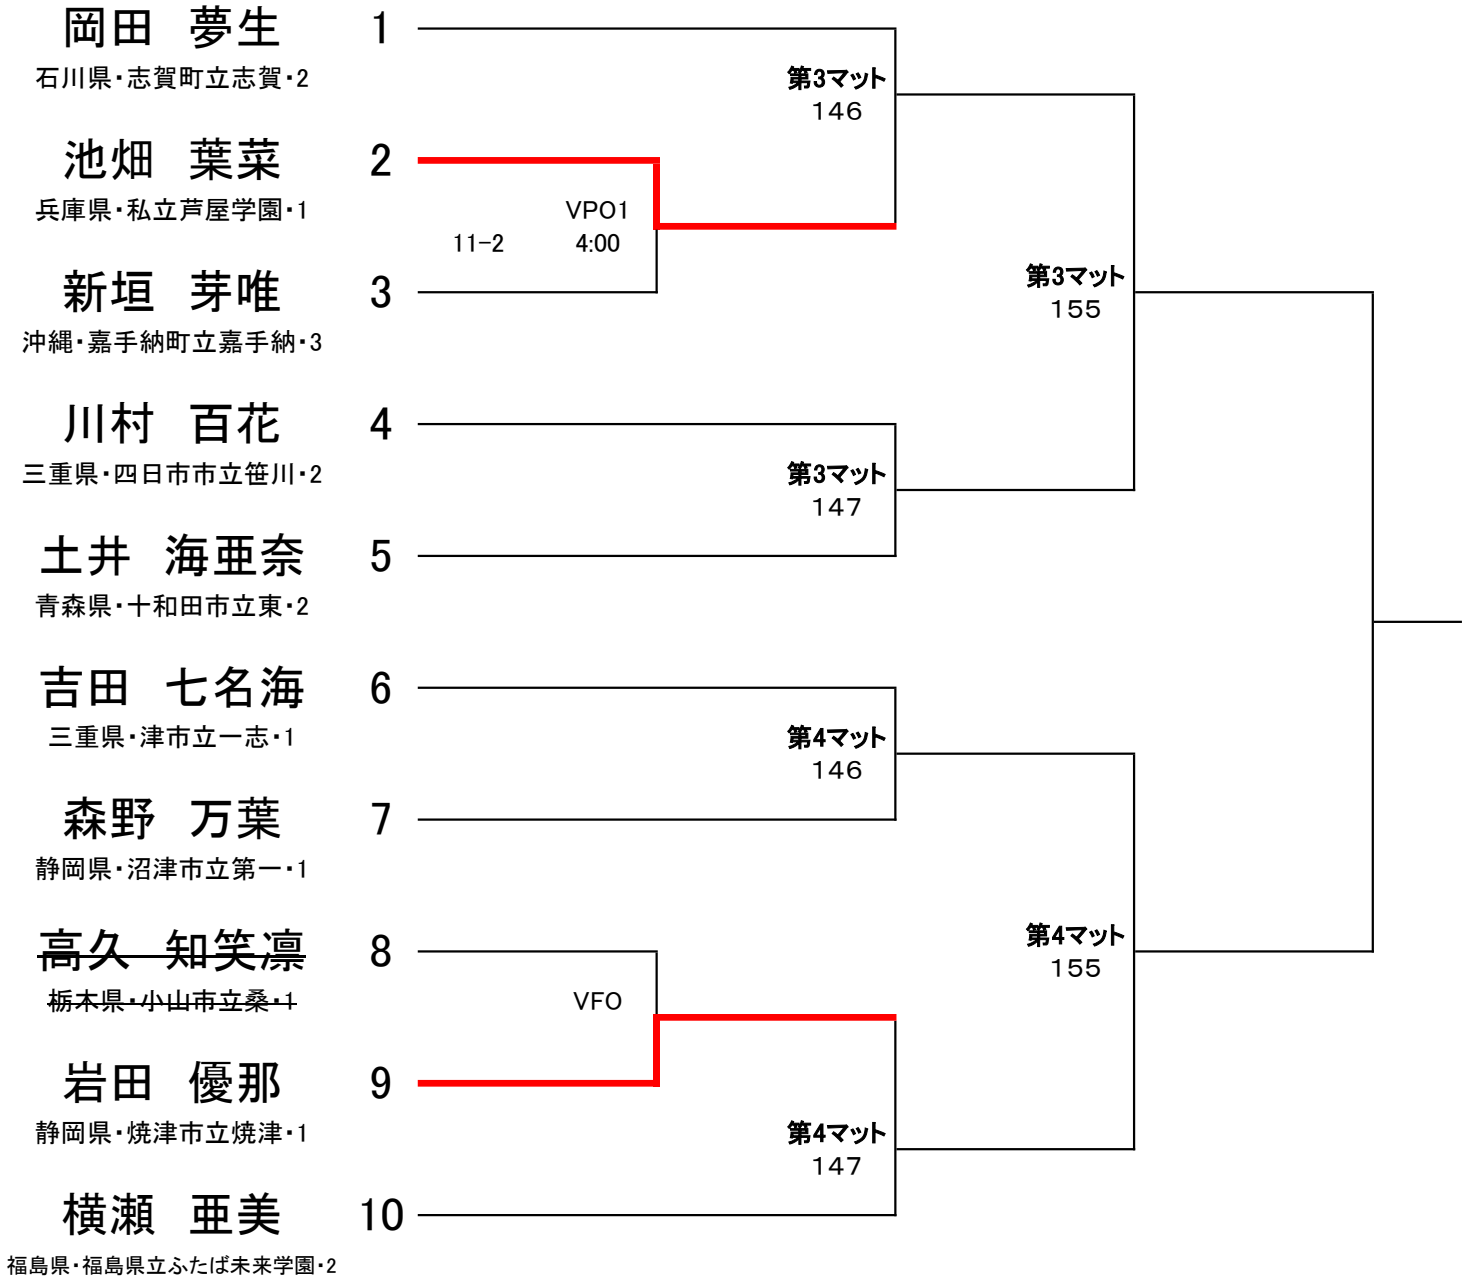 岡田　夢生 1
石川県・志賀町立志賀・2
第3マット
146
池畑　葉菜 2
兵庫県・私立芦屋学園・1
VPO1
11-2 4:00
新垣　芽唯 3
沖縄・嘉手納町立嘉手納・3
第3マット
155
川村　百花 4
三重県・四日市市立笹川・2
第3マット
147
土井　海亜奈 5
青森県・十和田市立東・2
吉田　七名海 6
三重県・津市立一志・1
第4マット
146
森野　万葉 7
静岡県・沼津市立第一・1
高久　知笑凛 8
栃木県・小山市立桑・1
VFO
第4マット
155
岩田　優那 9
静岡県・焼津市立焼津・1
第4マット
147
横瀬　亜美 10
福島県・福島県立ふたば未来学園・2